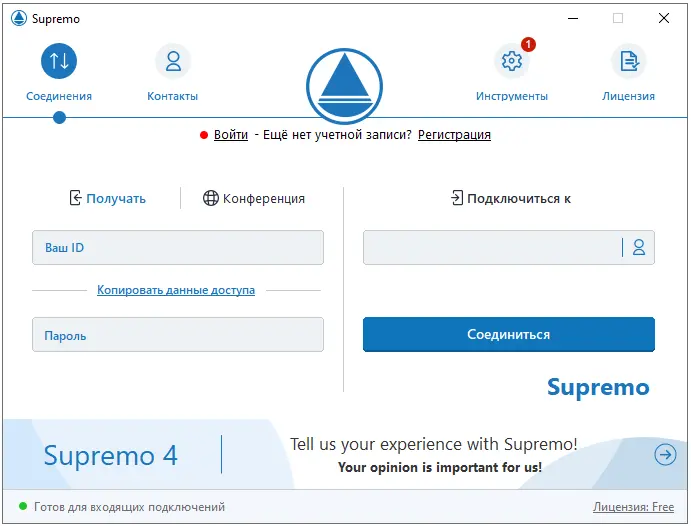 Supremo
1
Соединения
Контакты
Инструменты
Лицензия
Войти - Ещё нет учетной записи? Регистрация
Получать
Конференция
Подключиться к
Ваш ID
Копировать данные доступа
Пароль
Соединиться
Supremo
Supremo 4
Tell us your experience with Supremo!
Your opinion is important for us!
Готов для входящих подключений
Лицензия: Free